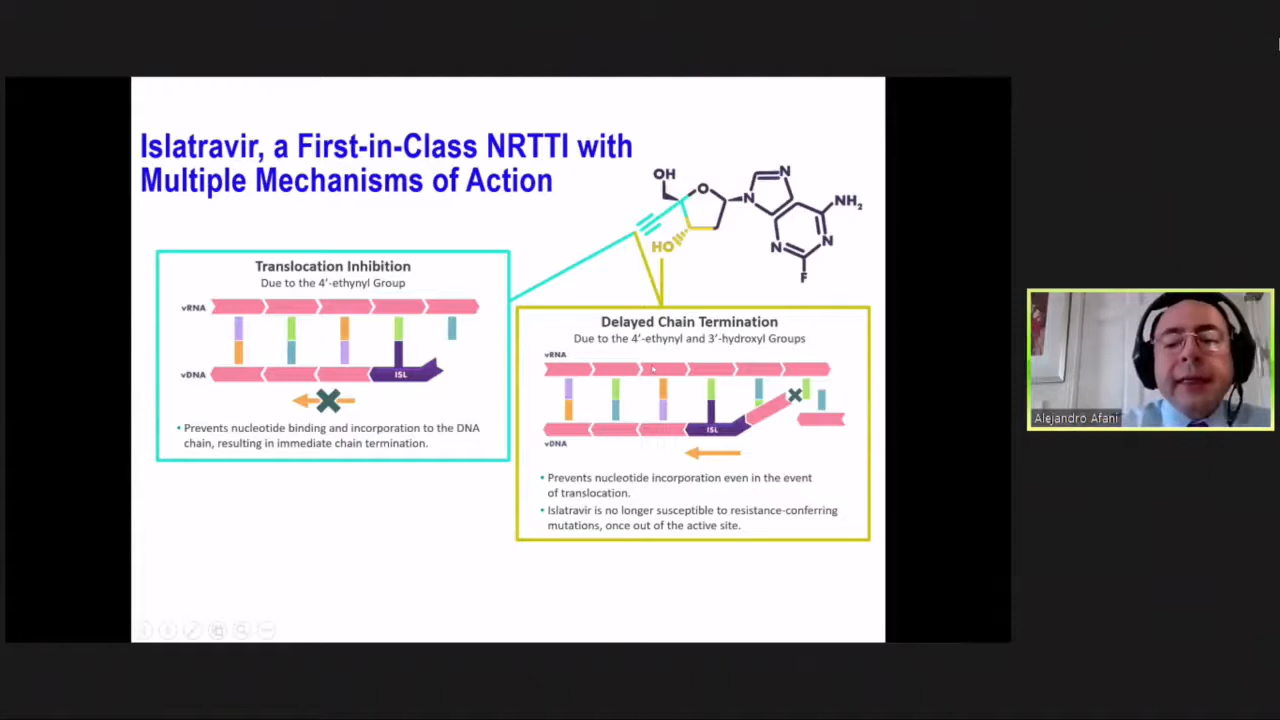 Islatravir, a First-in-Class NRTTI with
Multiple Mechanisms of Action
OH
O
N
N
NH₂
HO
N
N
F
Translocation Inhibition
Due to the 4’-ethynyl Group
vRNA
vDNA
ISL
• Prevents nucleotide binding and incorporation to the DNA
chain, resulting in immediate chain termination.
Delayed Chain Termination
Due to the 4’-ethynyl and 3’-hydroxyl Groups
vRNA
ISL
vDNA
• Prevents nucleotide incorporation even in the event
of translocation.
• Islatravir is no longer susceptible to resistance-conferring
mutations, once out of the active site.
Alejandro Afani